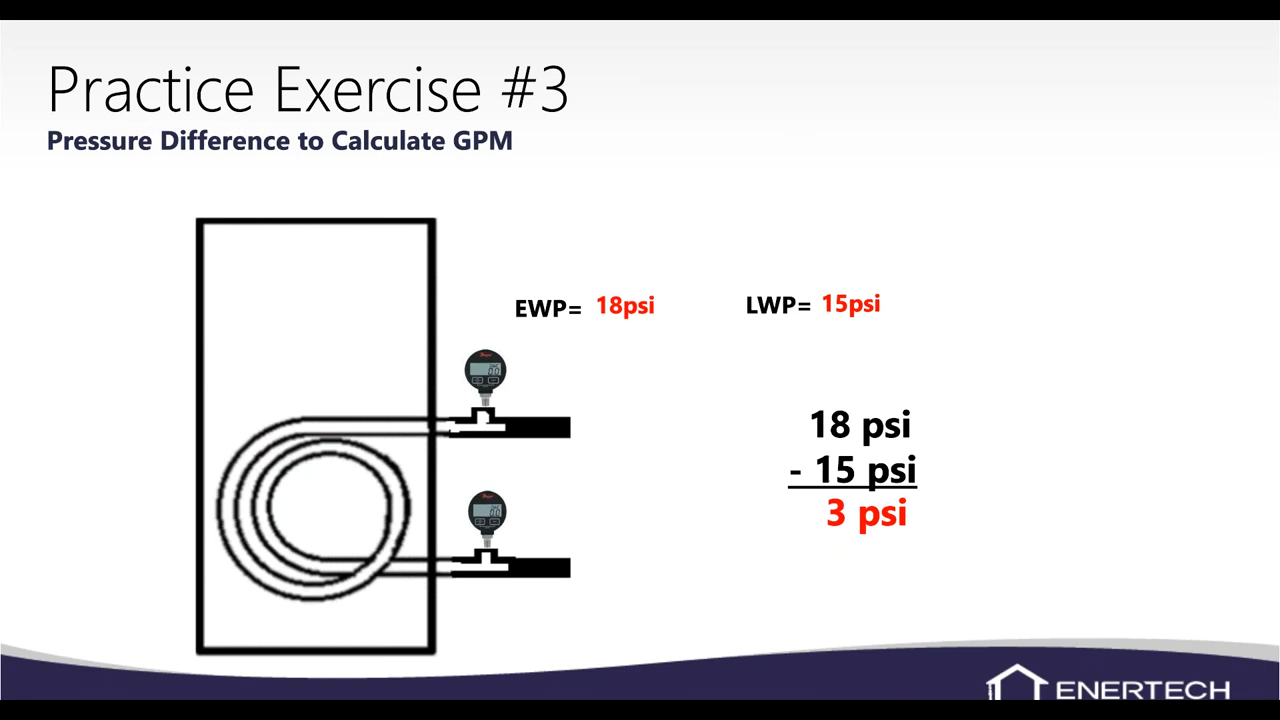 Practice Exercise #3
Pressure Difference to Calculate GPM
EWP= 18psi
LWP= 15psi
18 psi
- 15 psi
3 psi
ENERTECH